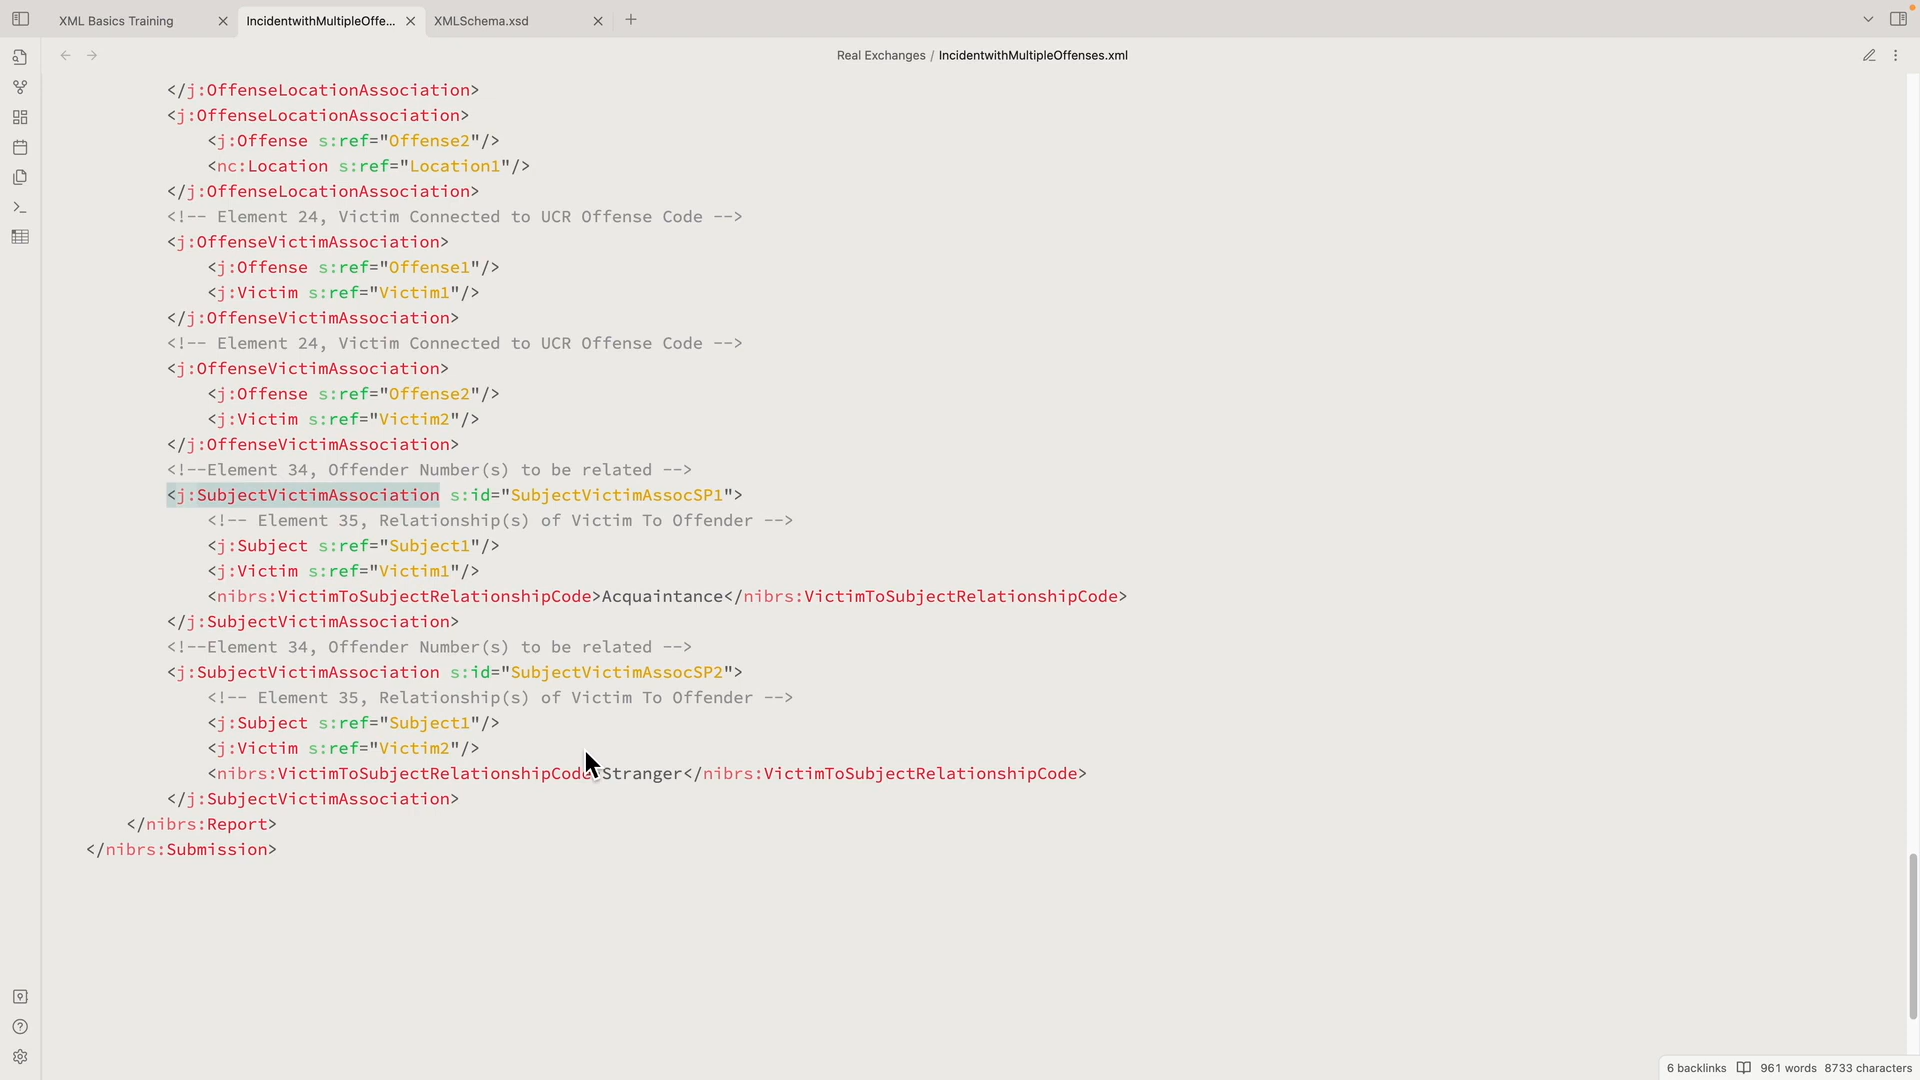 XML Basics Training
IncidentwithMultipleOffe...
XMLSchema.xsd
Real Exchanges / IncidentwithMultipleOffenses.xml
</j:OffenseLocationAssociation>
<j:OffenseLocationAssociation>
<j:Offense s:ref="Offense2"/>
<nc:Location s:ref="Location1"/>
</j:OffenseLocationAssociation>
<!-- Element 24, Victim Connected to UCR Offense Code -->
<j:OffenseVictimAssociation>
<j:Offense s:ref="Offense1"/>
<j:Victim s:ref="Victim1"/>
</j:OffenseVictimAssociation>
<!-- Element 24, Victim Connected to UCR Offense Code -->
<j:OffenseVictimAssociation>
<j:Offense s:ref="Offense2"/>
<j:Victim s:ref="Victim2"/>
</j:OffenseVictimAssociation>
<!--Element 34, Offender Number(s) to be related -->
<j:SubjectVictimAssociation s:id="SubjectVictimAssocSP1">
<!-- Element 35, Relationship(s) of Victim To Offender -->
<j:Subject s:ref="Subject1"/>
<j:Victim s:ref="Victim1"/>
<nibrs:VictimToSubjectRelationshipCode>Acquaintance</nibrs:VictimToSubjectRelationshipCode>
</j:SubjectVictimAssociation>
<!--Element 34, Offender Number(s) to be related -->
<j:SubjectVictimAssociation s:id="SubjectVictimAssocSP2">
<!-- Element 35, Relationship(s) of Victim To Offender -->
<j:Subject s:ref="Subject1"/>
<j:Victim s:ref="Victim2"/>
<nibrs:VictimToSubjectRelationshipCode>Stranger</nibrs:VictimToSubjectRelationshipCode>
</j:SubjectVictimAssociation>
</nibrs:Report>
</nibrs:Submission>
6 backlinks 961 words 8733 characters